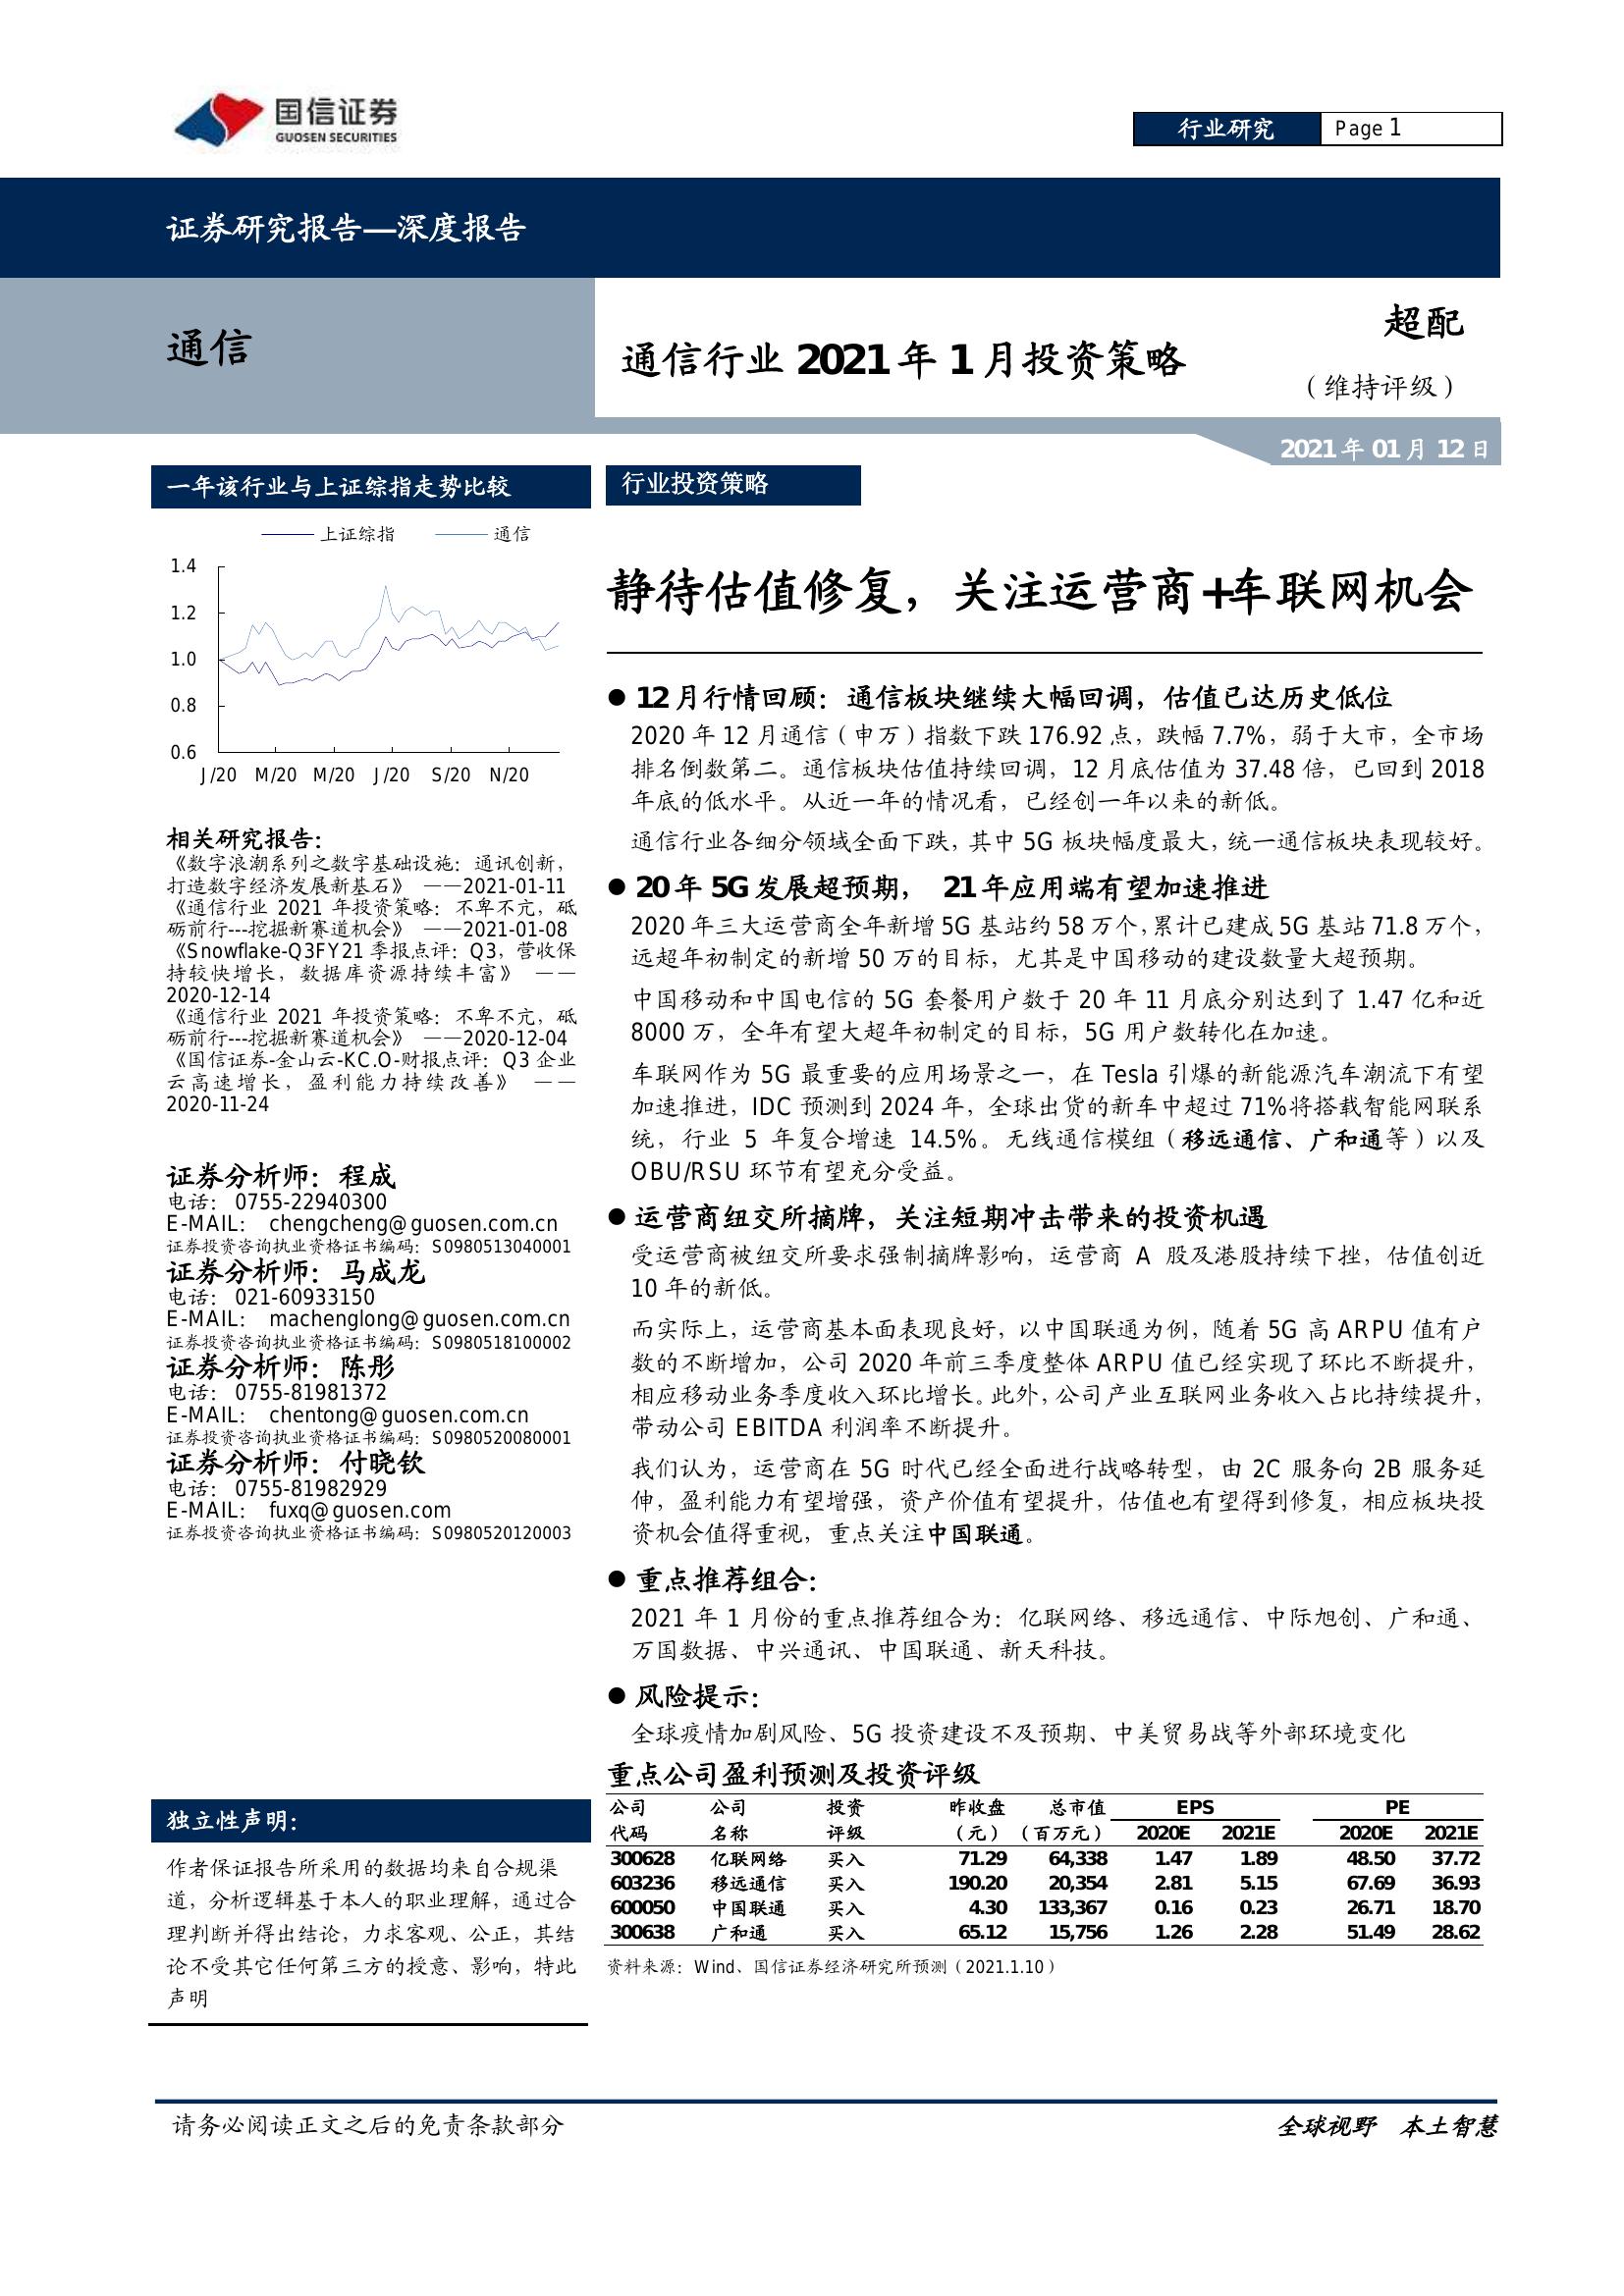 国信证券
GUOSEN SECURITIES
行业研究 Page 1
证券研究报告—深度报告
通信
通信行业 2021 年 1 月投资策略
超配
（维持评级）
2021 年 01 月 12 日
一年该行业与上证综指走势比较
上证综指 通信
1.4
1.2
1.0
0.8
0.6
J/20 M/20 M/20 J/20 S/20 N/20
相关研究报告：
《数字浪潮系列之数字基础设施：通讯创新，
打造数字经济发展新基石》 ——2021-01-11
《通信行业 2021 年投资策略：不卑不亢，砥
砺前行---挖掘新赛道机会》 ——2021-01-08
《Snowflake-Q3FY21 季报点评：Q3，营收保
持较快增长，数据库资源持续丰富》 ——
2020-12-14
《通信行业 2021 年投资策略：不卑不亢，砥
砺前行---挖掘新赛道机会》 ——2020-12-04
《国信证券-金山云-KC.O-财报点评：Q3 企业
云高速增长，盈利能力持续改善》 ——
2020-11-24
证券分析师：程成
电话： 0755-22940300
E-MAIL： chengcheng@guosen.com.cn
证券投资咨询执业资格证书编码：S0980513040001
证券分析师：马成龙
电话： 021-60933150
E-MAIL： machenglong@guosen.com.cn
证券投资咨询执业资格证书编码：S0980518100002
证券分析师：陈彤
电话： 0755-81981372
E-MAIL： chentong@guosen.com.cn
证券投资咨询执业资格证书编码：S0980520080001
证券分析师：付晓钦
电话： 0755-81982929
E-MAIL： fuxq@guosen.com
证券投资咨询执业资格证书编码：S0980520120003
独立性声明：
作者保证报告所采用的数据均来自合规渠
道，分析逻辑基于本人的职业理解，通过合
理判断并得出结论，力求客观、公正，其结
论不受其它任何第三方的授意、影响，特此
声明
行业投资策略
静待估值修复，关注运营商+车联网机会
● 12 月行情回顾：通信板块继续大幅回调，估值已达历史低位
2020 年 12 月通信（申万）指数下跌 176.92 点，跌幅 7.7%，弱于大市，全市场
排名倒数第二。通信板块估值持续回调，12 月底估值为 37.48 倍，已回到 2018
年底的低水平。从近一年的情况看，已经创一年以来的新低。
通信行业各细分领域全面下跌，其中 5G 板块幅度最大，统一通信板块表现较好。
● 20 年 5G 发展超预期， 21 年应用端有望加速推进
2020 年三大运营商全年新增 5G 基站约 58 万个，累计已建成 5G 基站 71.8 万个，
远超年初制定的新增 50 万的目标，尤其是中国移动的建设数量大超预期。
中国移动和中国电信的 5G 套餐用户数于 20 年 11 月底分别达到了 1.47 亿和近
8000 万，全年有望大超年初制定的目标，5G 用户数转化在加速。
车联网作为 5G 最重要的应用场景之一，在 Tesla 引爆的新能源汽车潮流下有望
加速推进，IDC 预测到 2024 年，全球出货的新车中超过 71%将搭载智能网联系
统，行业 5 年复合增速 14.5%。无线通信模组（移远通信、广和通等）以及
OBU/RSU 环节有望充分受益。
● 运营商纽交所摘牌，关注短期冲击带来的投资机遇
受运营商被纽交所要求强制摘牌影响，运营商 A 股及港股持续下挫，估值创近
10 年的新低。
而实际上，运营商基本面表现良好，以中国联通为例，随着 5G 高 ARPU 值有户
数的不断增加，公司 2020 年前三季度整体 ARPU 值已经实现了环比不断提升，
相应移动业务季度收入环比增长。此外，公司产业互联网业务收入占比持续提升，
带动公司 EBITDA 利润率不断提升。
我们认为，运营商在 5G 时代已经全面进行战略转型，由 2C 服务向 2B 服务延
伸，盈利能力有望增强，资产价值有望提升，估值也有望得到修复，相应板块投
资机会值得重视，重点关注中国联通。
● 重点推荐组合：
2021 年 1 月份的重点推荐组合为：亿联网络、移远通信、中际旭创、广和通、
万国数据、中兴通讯、中国联通、新天科技。
● 风险提示：
全球疫情加剧风险、5G 投资建设不及预期、中美贸易战等外部环境变化
重点公司盈利预测及投资评级
公司 公司 投资 昨收盘 总市值 EPS PE
代码 名称 评级 （元） （百万元） 2020E 2021E 2020E 2021E
300628 亿联网络 买入 71.29 64,338 1.47 1.89 48.50 37.72
603236 移远通信 买入 190.20 20,354 2.81 5.15 67.69 36.93
600050 中国联通 买入 4.30 133,367 0.16 0.23 26.71 18.70
300638 广和通 买入 65.12 15,756 1.26 2.28 51.49 28.62
资料来源：Wind、国信证券经济研究所预测（2021.1.10）
请务必阅读正文之后的免责条款部分
全球视野 本土智慧